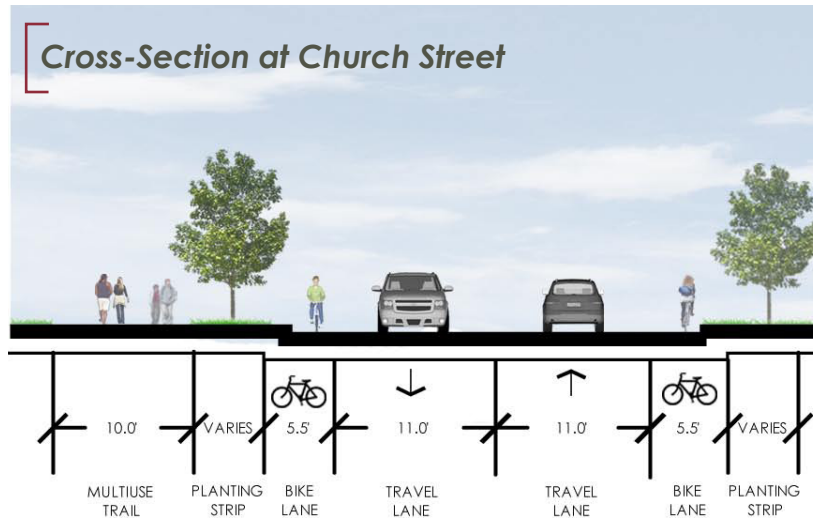 Cross-Section at Church Street
10.0' VARIES 5.5' 11.0' 11.0' 5.5' VARIES
MULTIUSE TRAIL
PLANTING STRIP
BIKE LANE
TRAVEL LANE
TRAVEL LANE
BIKE LANE
PLANTING STRIP